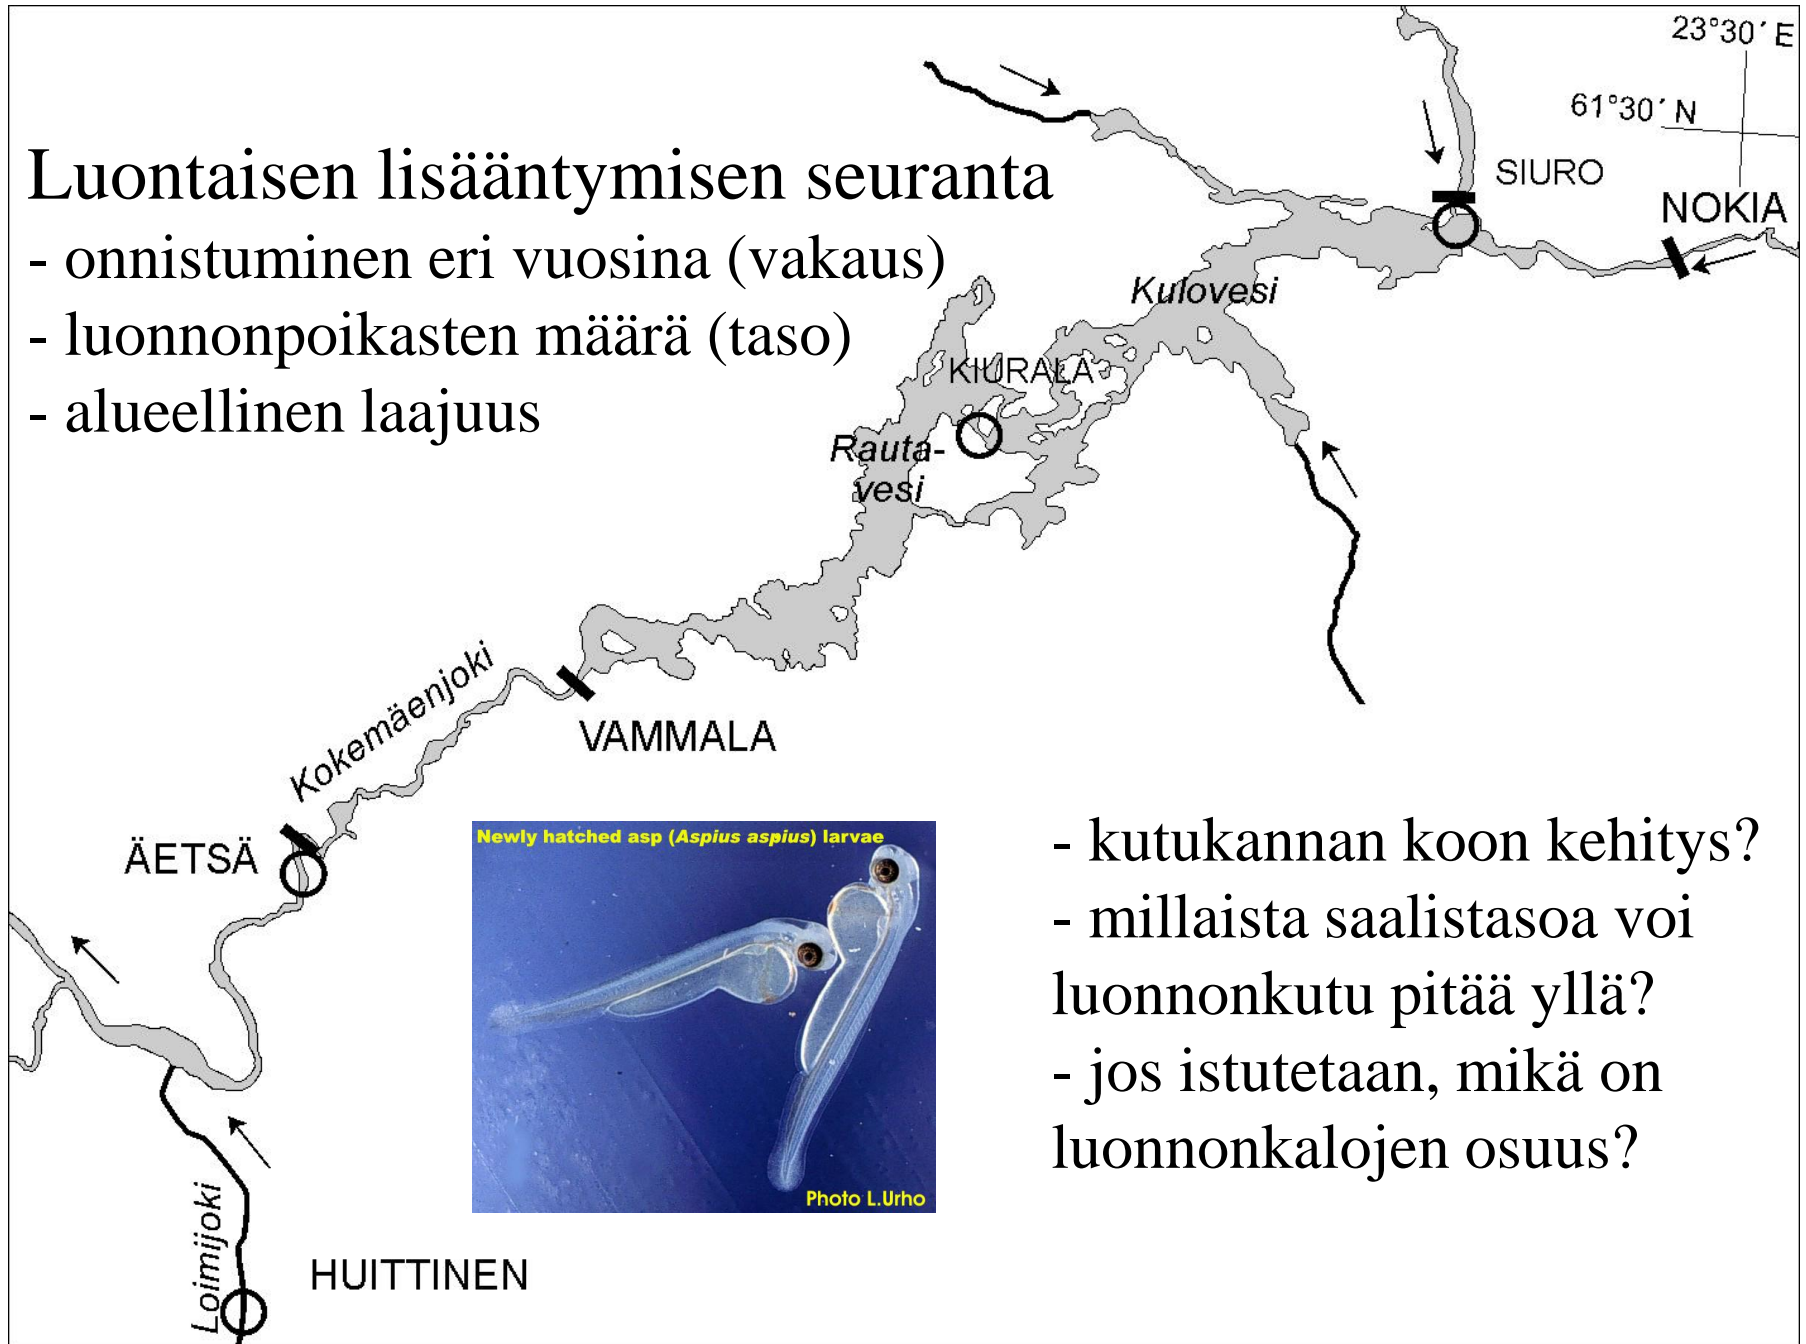 23°30´ E
61°30´ N
SIURO
NOKIA
Luontaisen lisääntymisen seuranta
- onnistuminen eri vuosina (vakaus)
- luonnonpoikasten määrä (taso)
- alueellinen laajuus
Kulovesi
KIURALA
Rauta-
vesi
Kokemäenjoki
VAMMALA
ÄETSÄ
Newly hatched asp (Aspius aspius) larvae
Photo L.Urho
- kutukannan koon kehitys?
- millaista saalistasoa voi
luonnonkutu pitää yllä?
- jos istutetaan, mikä on
luonnonkalojen osuus?
Loimijoki
HUITTINEN